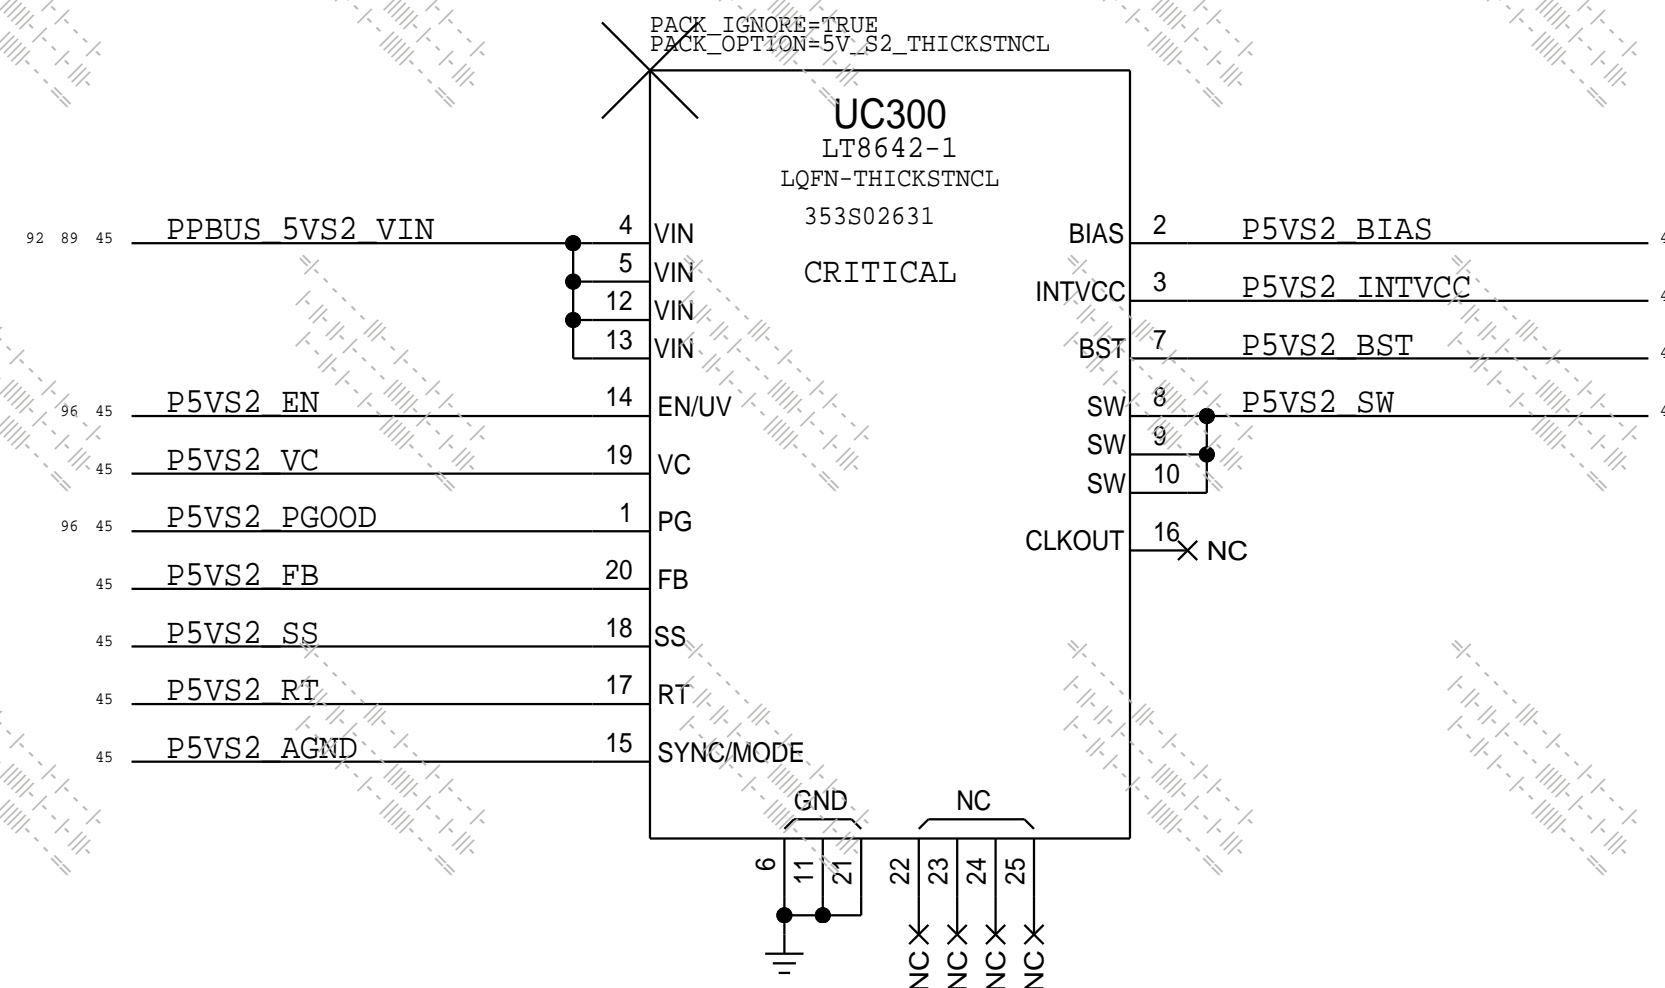 PACK_IGNORE=TRUE
PACK_OPTION=5V_S2_THICKSTNCL
UC300
LT8642-1
LQFN-THICKSTNCL
353S02631
CRITICAL
92 89 45 PPBUS_5VS2_VIN 4 VIN
5 VIN
12 VIN
13 VIN
96 45 P5VS2_EN 14 EN/UV
45 P5VS2_VC 19 VC
96 45 P5VS2_PGOOD 1 PG
45 P5VS2_FB 20 FB
45 P5VS2_SS 18 SS
45 P5VS2_RT 17 RT
45 P5VS2_AGND 15 SYNC/MODE
BIAS 2 P5VS2_BIAS
INTVCC 3 P5VS2_INTVCC
BST 7 P5VS2_BST
SW 8 P5VS2_SW
SW 9
SW 10
CLKOUT 16 NC
GND NC
6 11 21 22 23 24 25
NC NC NC NC